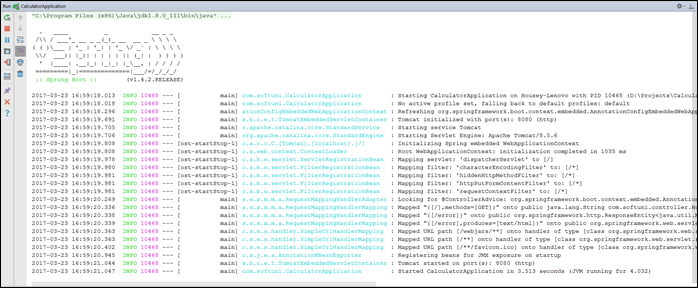 Run CalculatorApplication
"C:\Program Files (x86)\Java\jdk1.8.0_111\bin\java" ...
:: Spring Boot :: (v1.4.2.RELEASE)
2017-03-23 16:59:18.013 INFO 10468 --- [ main] com.softuni.CalculatorApplication : Starting CalculatorApplication on Housey-Lenovo with PID 10468 (D:\Projects\Calcula
2017-03-23 16:59:18.018 INFO 10468 --- [ main] com.softuni.CalculatorApplication : No active profile set, falling back to default profiles: default
2017-03-23 16:59:18.296 INFO 10468 --- [ main] ationConfigEmbeddedWebApplicationContext : Refreshing org.springframework.boot.context.embedded.AnnotationConfigEmbeddedWebAp
2017-03-23 16:59:19.691 INFO 10468 --- [ main] s.b.c.e.t.TomcatEmbeddedServletContainer : Tomcat initialized with port(s): 8080 (http)
2017-03-23 16:59:19.705 INFO 10468 --- [ main] o.apache.catalina.core.StandardService : Starting service Tomcat
2017-03-23 16:59:19.706 INFO 10468 --- [ main] org.apache.catalina.core.StandardEngine : Starting Servlet Engine: Apache Tomcat/8.5.6
2017-03-23 16:59:19.808 INFO 10468 --- [ost-startStop-1] o.a.c.c.C.[Tomcat].[localhost].[/] : Initializing Spring embedded WebApplicationContext
2017-03-23 16:59:19.808 INFO 10468 --- [ost-startStop-1] o.s.web.context.ContextLoader : Root WebApplicationContext: initialization completed in 1535 ms
2017-03-23 16:59:19.978 INFO 10468 --- [ost-startStop-1] o.s.b.w.servlet.ServletRegistrationBean : Mapping servlet: 'dispatcherServlet' to [/]
2017-03-23 16:59:19.980 INFO 10468 --- [ost-startStop-1] o.s.b.w.servlet.FilterRegistrationBean : Mapping filter: 'characterEncodingFilter' to: [/*]
2017-03-23 16:59:19.981 INFO 10468 --- [ost-startStop-1] o.s.b.w.servlet.FilterRegistrationBean : Mapping filter: 'hiddenHttpMethodFilter' to: [/*]
2017-03-23 16:59:19.981 INFO 10468 --- [ost-startStop-1] o.s.b.w.servlet.FilterRegistrationBean : Mapping filter: 'httpPutFormContentFilter' to: [/*]
2017-03-23 16:59:19.981 INFO 10468 --- [ost-startStop-1] o.s.b.w.servlet.FilterRegistrationBean : Mapping filter: 'requestContextFilter' to: [/*]
2017-03-23 16:59:20.269 INFO 10468 --- [ main] s.w.s.m.m.a.RequestMappingHandlerAdapter : Looking for @ControllerAdvice: org.springframework.boot.context.embedded.Annotation
2017-03-23 16:59:20.336 INFO 10468 --- [ main] s.w.s.m.m.a.RequestMappingHandlerMapping : Mapped "{[/],methods=[GET]}" onto public java.lang.String com.softuni.controller.Ho
2017-03-23 16:59:20.338 INFO 10468 --- [ main] s.w.s.m.m.a.RequestMappingHandlerMapping : Mapped "{[/error]}" onto public org.springframework.http.ResponseEntity<java.util.M
2017-03-23 16:59:20.339 INFO 10468 --- [ main] s.w.s.m.m.a.RequestMappingHandlerMapping : Mapped "{[/error],produces=[text/html]}" onto public org.springframework.web.servle
2017-03-23 16:59:20.363 INFO 10468 --- [ main] o.s.w.s.handler.SimpleUrlHandlerMapping : Mapped URL path [/webjars/**] onto handler of type [class org.springframework.web.s
2017-03-23 16:59:20.363 INFO 10468 --- [ main] o.s.w.s.handler.SimpleUrlHandlerMapping : Mapped URL path [/**] onto handler of type [class org.springframework.web.servlet.
2017-03-23 16:59:20.402 INFO 10468 --- [ main] o.s.w.s.handler.SimpleUrlHandlerMapping : Mapped URL path [/**/favicon.ico] onto handler of type [class org.springframework.w
2017-03-23 16:59:20.945 INFO 10468 --- [ main] o.s.j.e.a.AnnotationMBeanExporter : Registering beans for JMX exposure on startup
2017-03-23 16:59:21.044 INFO 10468 --- [ main] s.b.c.e.t.TomcatEmbeddedServletContainer : Tomcat started on port(s): 8080 (http)
2017-03-23 16:59:21.047 INFO 10468 --- [ main] com.softuni.CalculatorApplication : Started CalculatorApplication in 3.513 seconds (JVM running for 4.032)